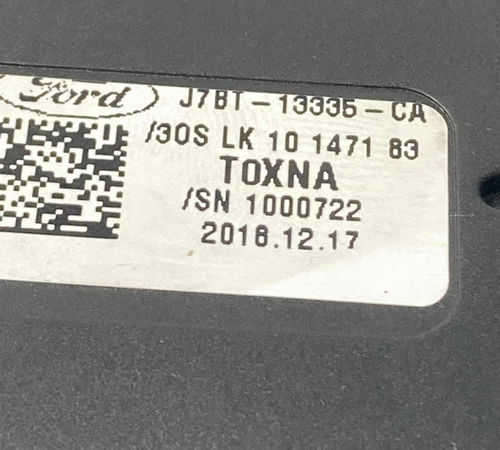 Ford
J7BT-13335-CA
/30S LK 10 1471 83
TOXNA
/SN 1000722
2018.12.17